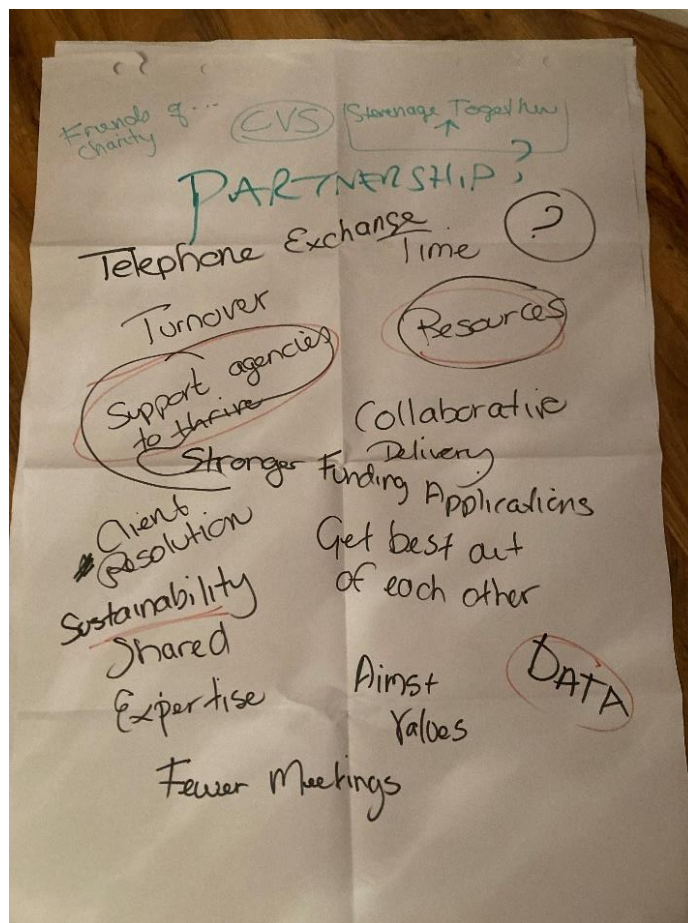 Friends of...
charity
CVS
Stevenage Together
PARTNERSHIP?
Telephone Exchange
Time
?
Turnover
Resources
Support agencies
to thrive
Collaborative
Delivery
Stronger Funding Applications
Client
Resolution
Get best out
of each other
Sustainability
Shared
Expertise
Aims +
Values
DATA
Fewer Meetings